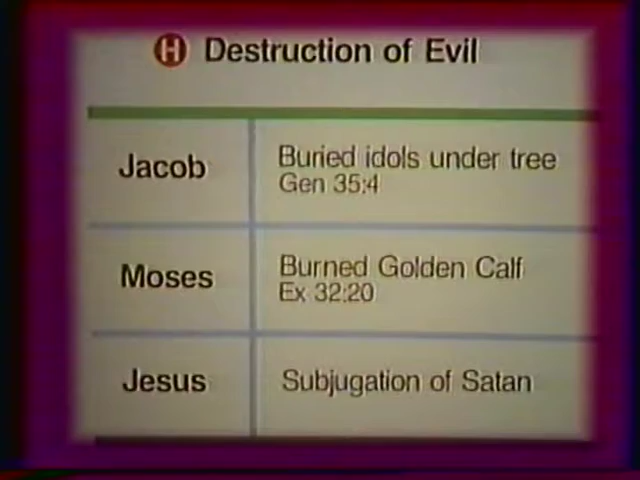 H Destruction of Evil
Jacob
Buried idols under tree
Gen 35:4
Moses
Burned Golden Calf
Ex 32:20
Jesus
Subjugation of Satan